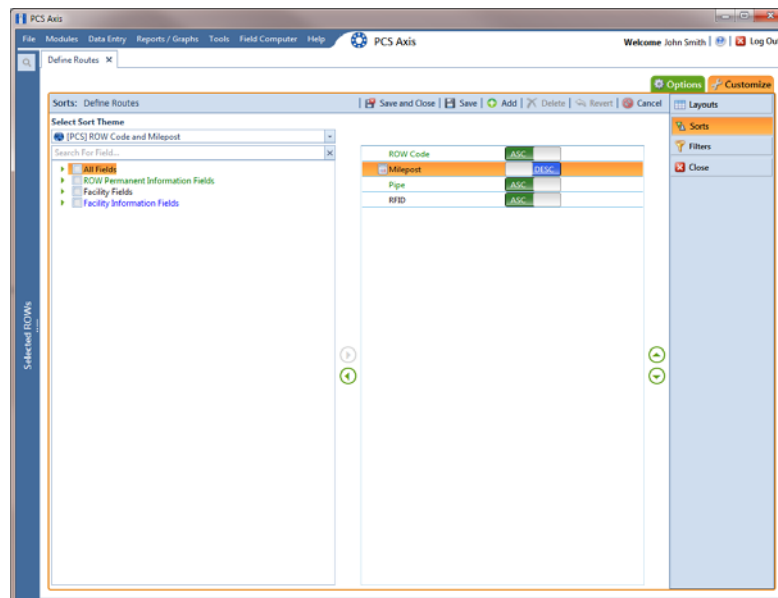 PCS Axis
File Modules Data Entry Reports / Graphs Tools Field Computer Help PCS Axis Welcome John Smith | Log Out
Define Routes
Options Customize
Sorts: Define Routes | Save and Close | Save | Add | Delete | Revert | Cancel
Layouts
Select Sort Theme
[PCS] ROW Code and Milepost
Sorts
Search For Field...
ROW Code ASC
Filters
All Fields
Milepost DESC
Close
ROW Permanent Information Fields
Pipe ASC
Facility Fields
RFID ASC
Facility Information Fields
Selected ROWs